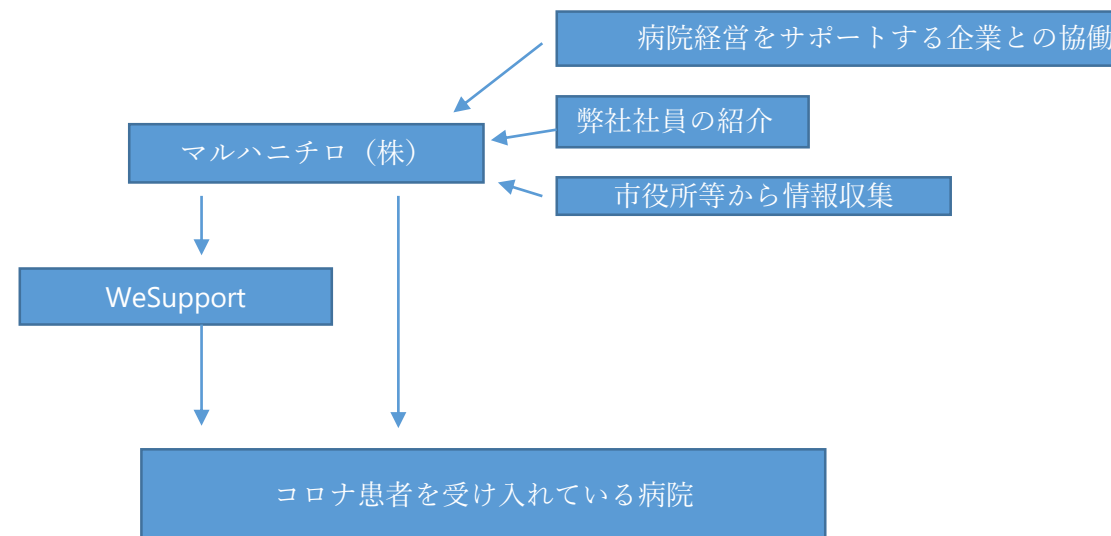 病院経営をサポートする企業との協働
弊社社員の紹介
マルハニチロ（株）
市役所等から情報収集
WeSupport
コロナ患者を受け入れている病院